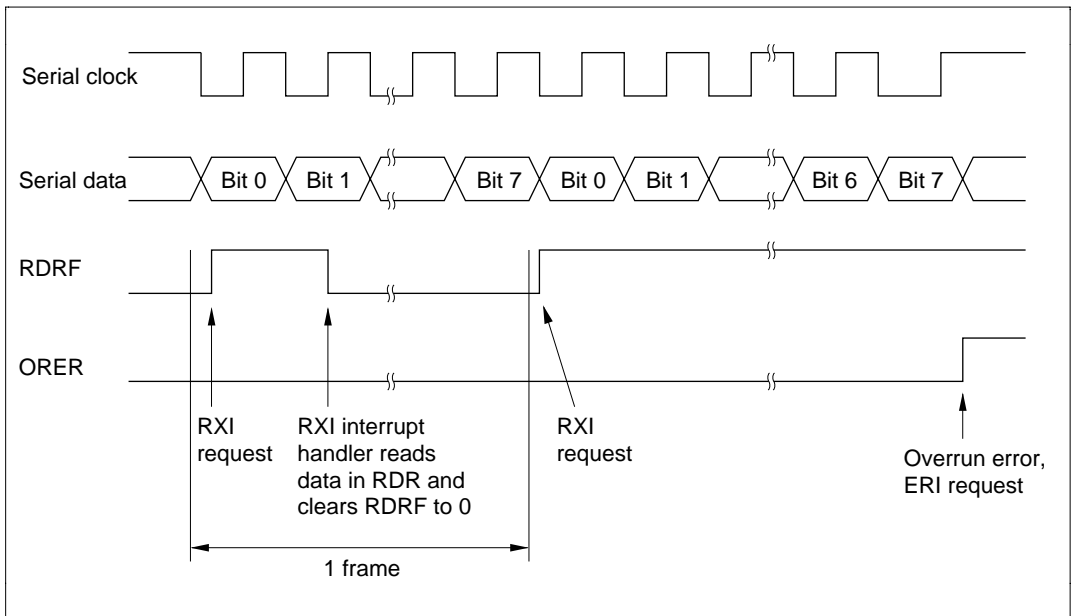 Serial clock
Serial data
Bit 0
Bit 1
Bit 7
Bit 0
Bit 1
Bit 6
Bit 7
RDRF
ORER
RXI
request
RXI interrupt
handler reads
data in RDR and
clears RDRF to 0
RXI
request
Overrun error,
ERI request
1 frame